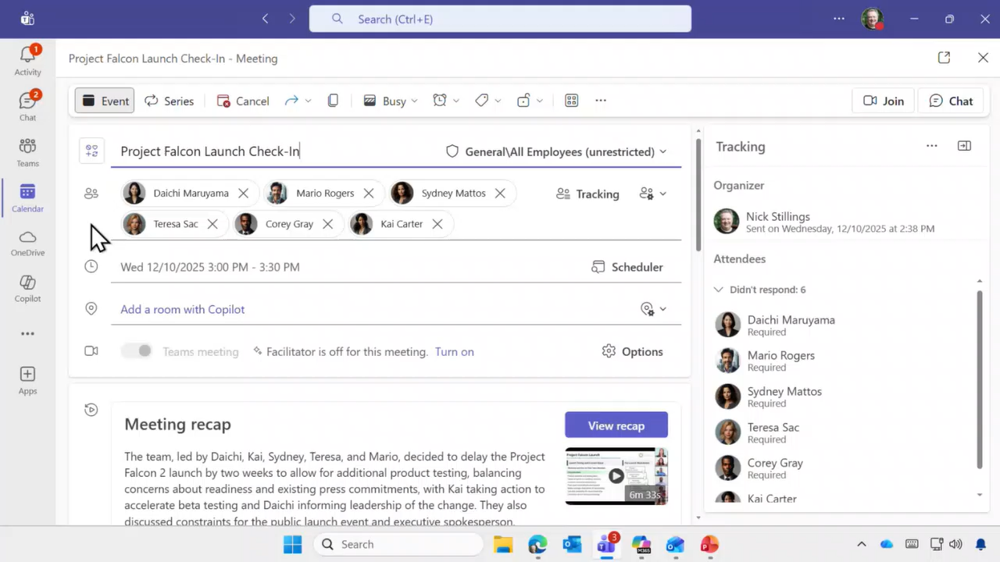 Search (Ctrl+E)
Project Falcon Launch Check-In - Meeting
1
Activity
2
Chat
Teams
Calendar
OneDrive
Copilot
Apps
Event
Series
Cancel
Busy
Join
Chat
Project Falcon Launch Check-In
General\All Employees (unrestricted)
Daichi Maruyama
Mario Rogers
Sydney Mattos
Tracking
Teresa Sac
Corey Gray
Kai Carter
Wed 12/10/2025 3:00 PM - 3:30 PM
Scheduler
Add a room with Copilot
Teams meeting
Facilitator is off for this meeting. Turn on
Options
Meeting recap
View recap
The team, led by Daichi, Kai, Sydney, Teresa, and Mario, decided to delay the Project
Falcon 2 launch by two weeks to allow for additional product testing, balancing
concerns about readiness and existing press commitments, with Kai taking action to
accelerate beta testing and Daichi informing leadership of the change. They also
discussed constraints for the public launch event and executive spokesperson.
Project Falcon Launch
6m 33s
Tracking
Organizer
Nick Stillings
Sent on Wednesday, 12/10/2025 at 2:38 PM
Attendees
Didn't respond: 6
Daichi Maruyama
Required
Mario Rogers
Required
Sydney Mattos
Required
Teresa Sac
Required
Corey Gray
Required
Kai Carter
Search
3
M365